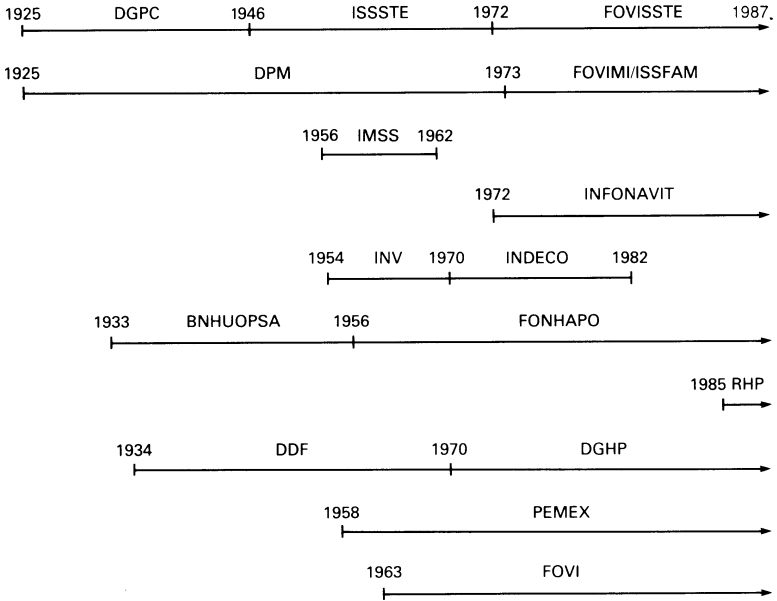 1925 DGPC 1946 ISSSTE 1972 FOVISSTE 1987.
1925 DPM 1973 FOVIMI/ISSFAM
1956 IMSS 1962
1972 INFONAVIT
1954 INV 1970 INDECO 1982
1933 BNHUOPSA 1956 FONHAPO
1985 RHP
1934 DDF 1970 DGHP
1958 PEMEX
1963 FOVI